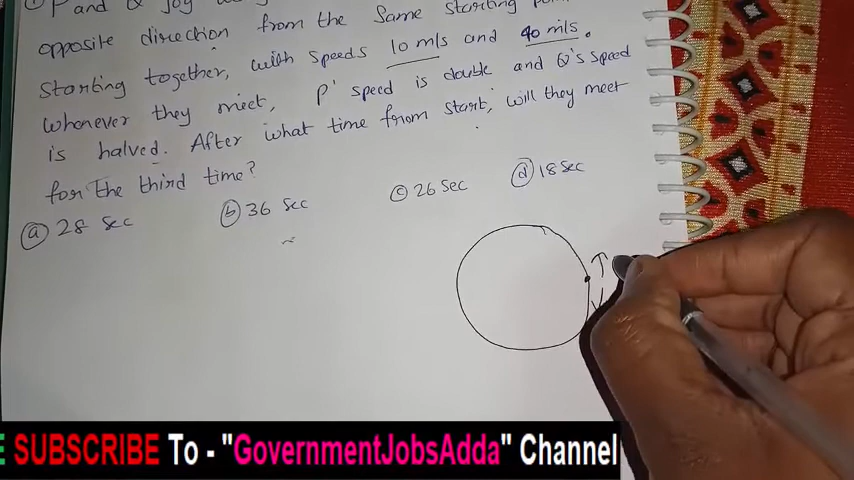 ① P and Q jog
opposite direction from the same starting
starting together, with speeds 10 m/s and 40 m/s.
whenever they meet, P' speed is double and Q's speed
is halved. After what time from start, will they meet
for the third time?
ⓐ 28 Sec ⓑ 36 Sec ⓒ 26 Sec ⓓ 18 Sec
SUBSCRIBE To - "GovernmentJobsAdda" Channel